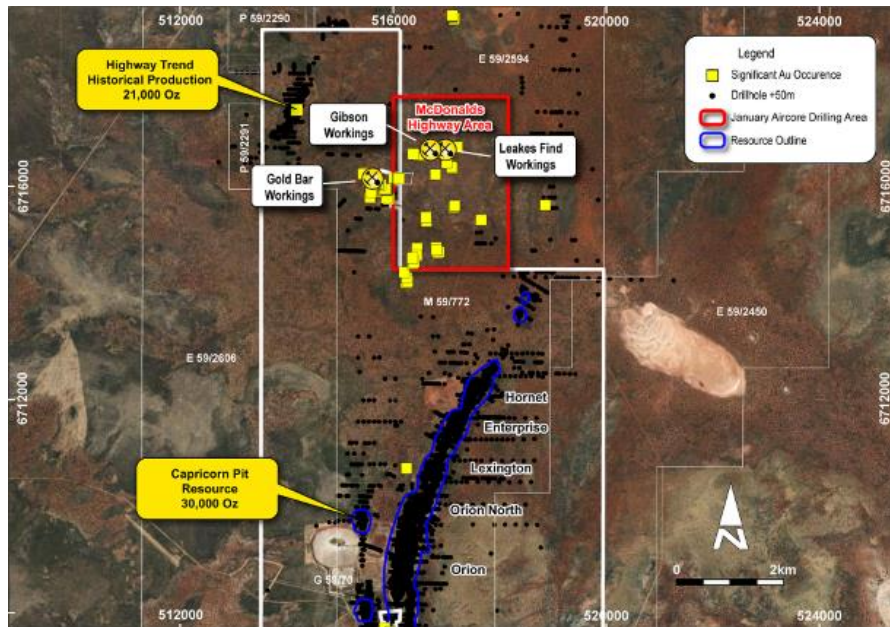 512000
516000
520000
524000
P 59/2290
E 59/2594
Highway Trend
Historical Production
21,000 Oz
Legend
Significant Au Occurence
Drillhole +50m
January Aircore Drilling Area
Resource Outline
McDonalds
Highway Area
Gibson
Workings
Leakes Find
Workings
P 59/2291
Gold Bar
Workings
6716000
6716000
M 59/772
E 59/2450
E 59/2606
6712000
6712000
Hornet
Enterprise
Lexington
Capricorn Pit
Resource
30,000 Oz
Orion North
Orion
G 59/70
N
0
2km
512000
520000
524000